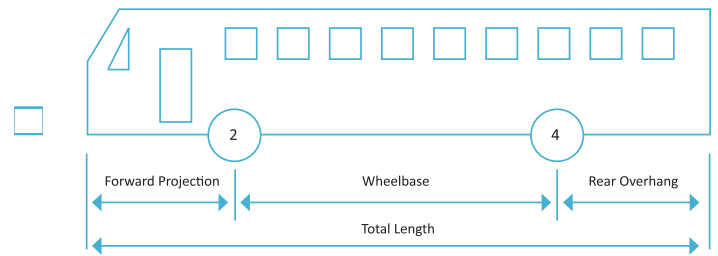 2
4
Forward Projection
Wheelbase
Rear Overhang
Total Length